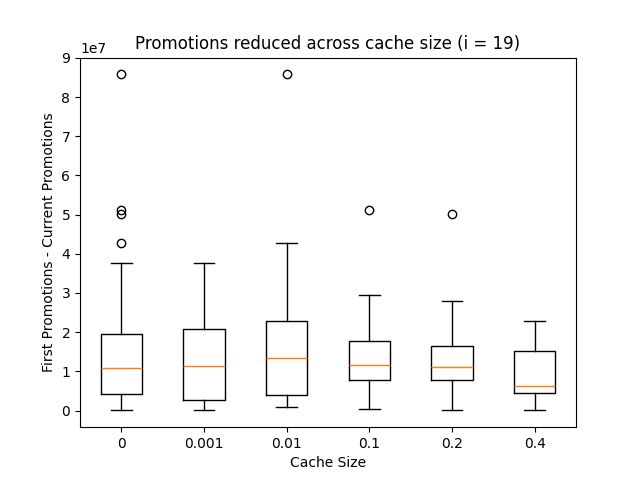 Promotions reduced across cache size (i = 19)
1e7
9
8
7
6
5
4
3
2
1
0
First Promotions - Current Promotions
0 0.001 0.01 0.1 0.2 0.4
Cache Size